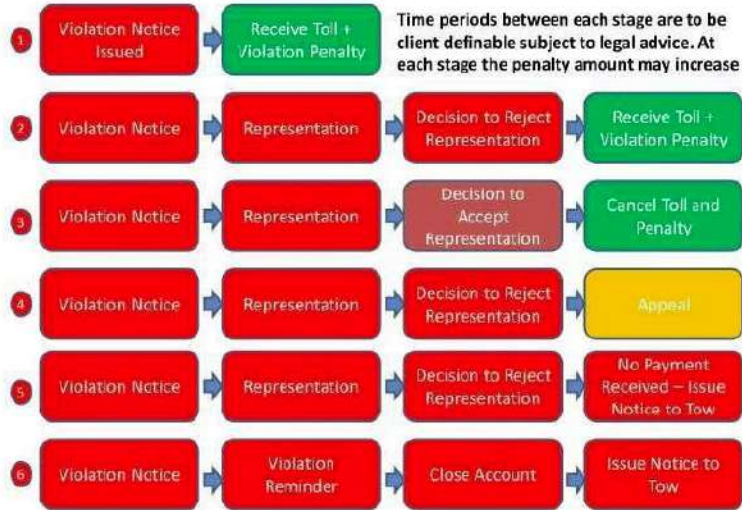 1
Violation Notice
Issued
Receive Toll +
Violation Penalty
Time periods between each stage are to be
client definable subject to legal advice. At
each stage the penalty amount may increase
2
Violation Notice
Representation
Decision to Reject
Representation
Receive Toll +
Violation Penalty
3
Violation Notice
Representation
Decision to
Accept
Representation
Cancel Toll and
Penalty
4
Violation Notice
Representation
Decision to Reject
Representation
Appeal
5
Violation Notice
Representation
Decision to Reject
Representation
No Payment
Received – Issue
Notice to Tow
6
Violation Notice
Violation
Reminder
Close Account
Issue Notice to
Tow